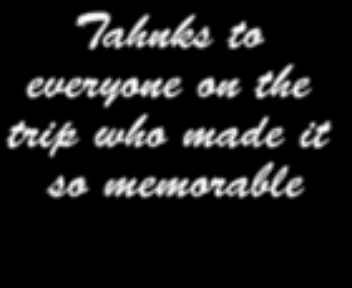 Tahnks to
everyone on the
trip who made it
so memorable